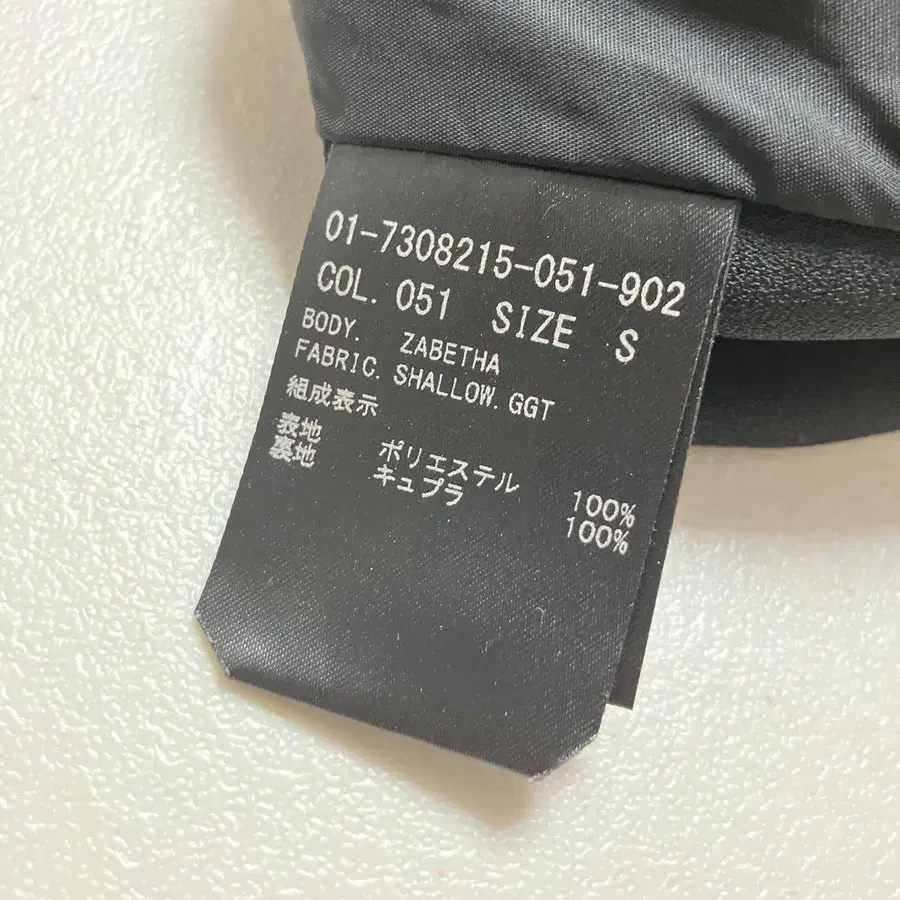 01-7308215-051-902
COL. 051 SIZE S
BODY. ZABETHA
FABRIC. SHALLOW.GGT
組成表示
表地 ポリエステル 100%
裏地 キュプラ 100%